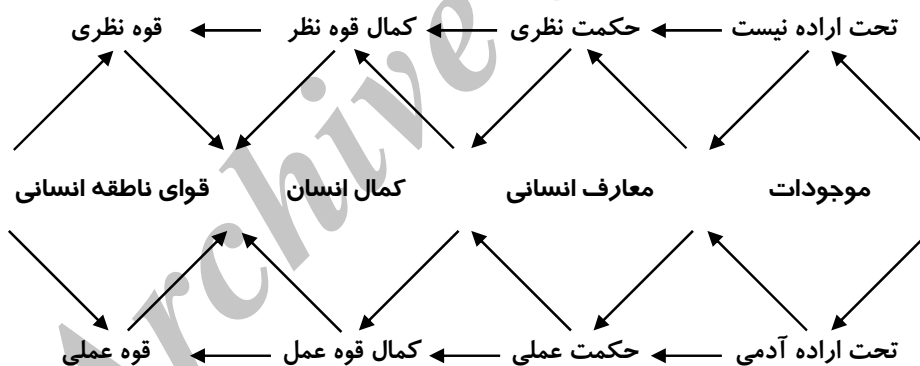 تحت اراده نیست حکمت نظری کمال قوه نظر قوه نظری
موجودات معارف انسانی کمال انسان قوای ناطقه انسانی
تحت اراده آدمی حکمت عملی کمال قوه عمل قوه عملی
Archive